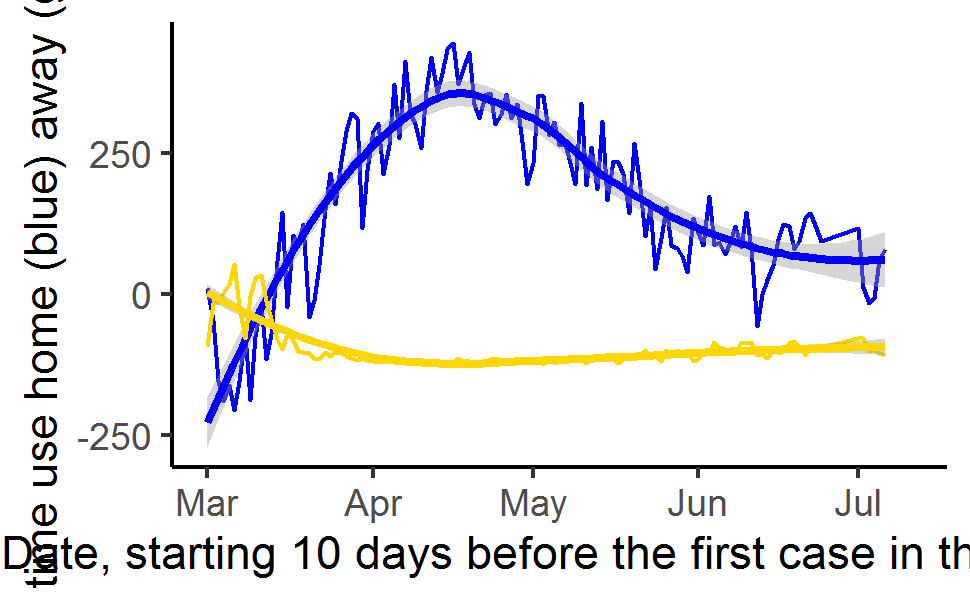 time use home (blue) away (
250
0
-250
Mar Apr May Jun Jul
Date, starting 10 days before the first case in th